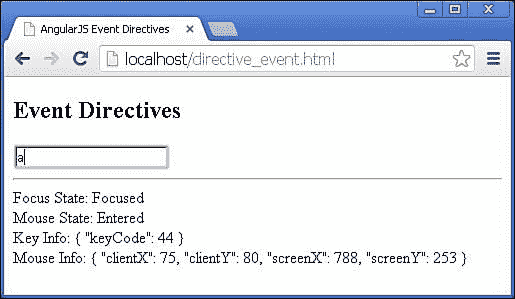 AngularJS Event Directives
localhost/directive_event.html
Event Directives
a
Focus State: Focused
Mouse State: Entered
Key Info: { "keyCode": 44 }
Mouse Info: { "clientX": 75, "clientY": 80, "screenX": 788, "screenY": 253 }